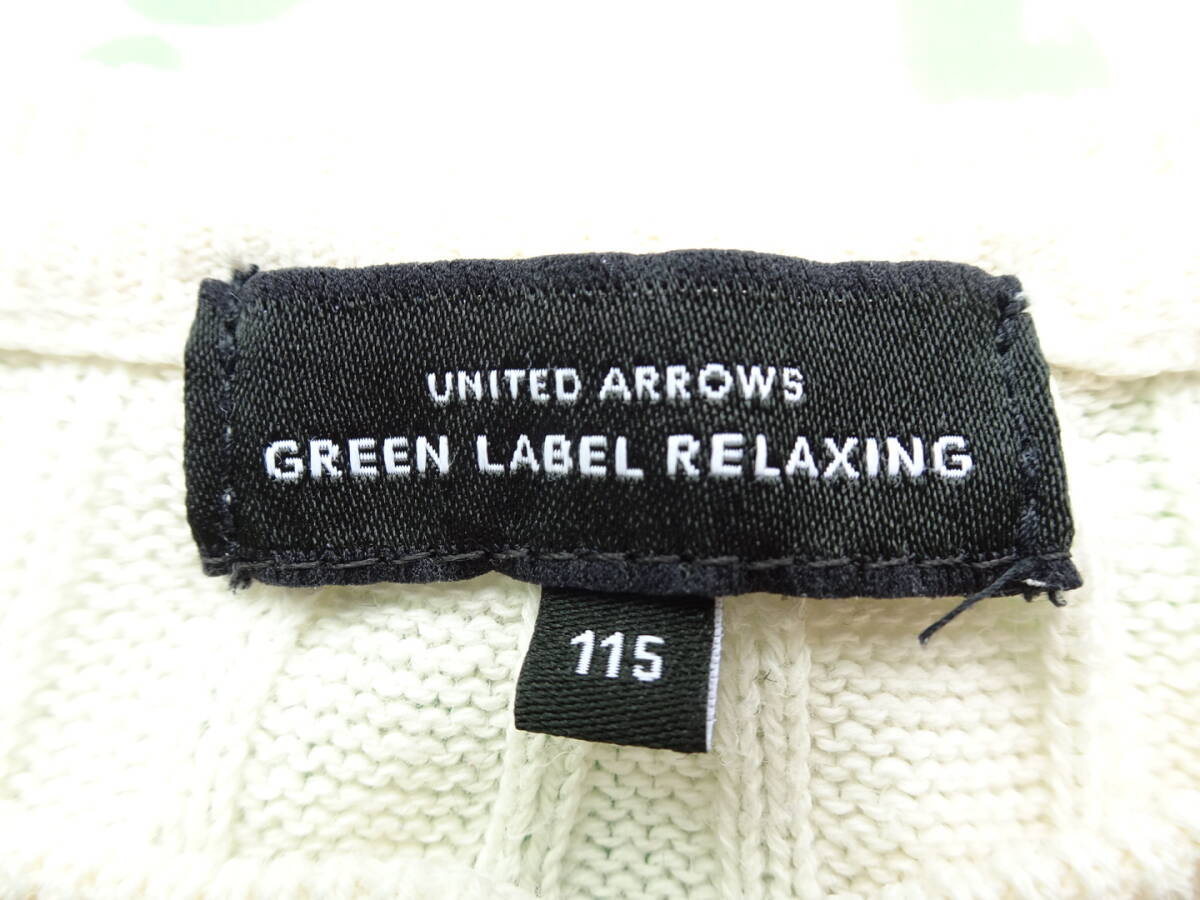 UNITED ARROWS
GREEN LABEL RELAXING
115